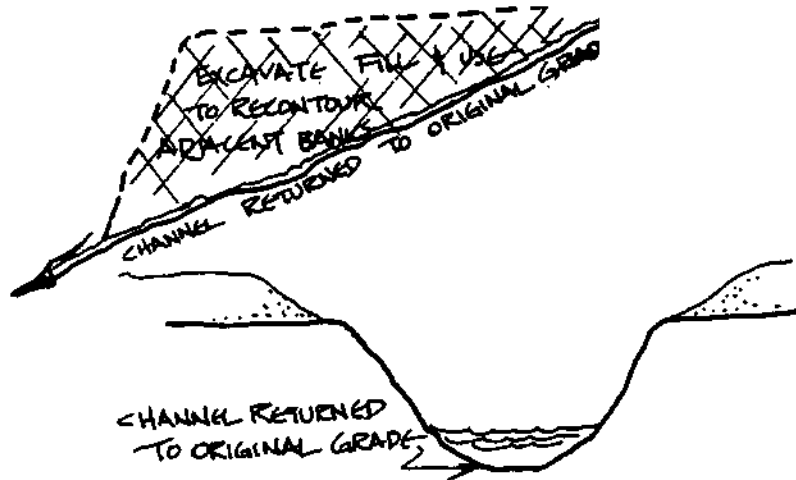 EXCAVATE FILL & USE
TO RECONTOUR
ADJACENT BANKS
CHANNEL RETURNED TO ORIGINAL GRADE
CHANNEL RETURNED
TO ORIGINAL GRADE